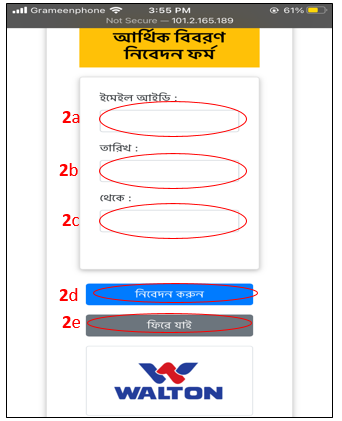 Grameenphone 3:55 PM 61%
Not Secure — 101.2.165.189
আর্থিক বিবরণ
নিবেদন ফর্ম
ইমেইল আইডি :
2a
তারিখ :
2b
থেকে :
2c
2d নিবেদন করুন
2e ফিরে যাই
WALTON